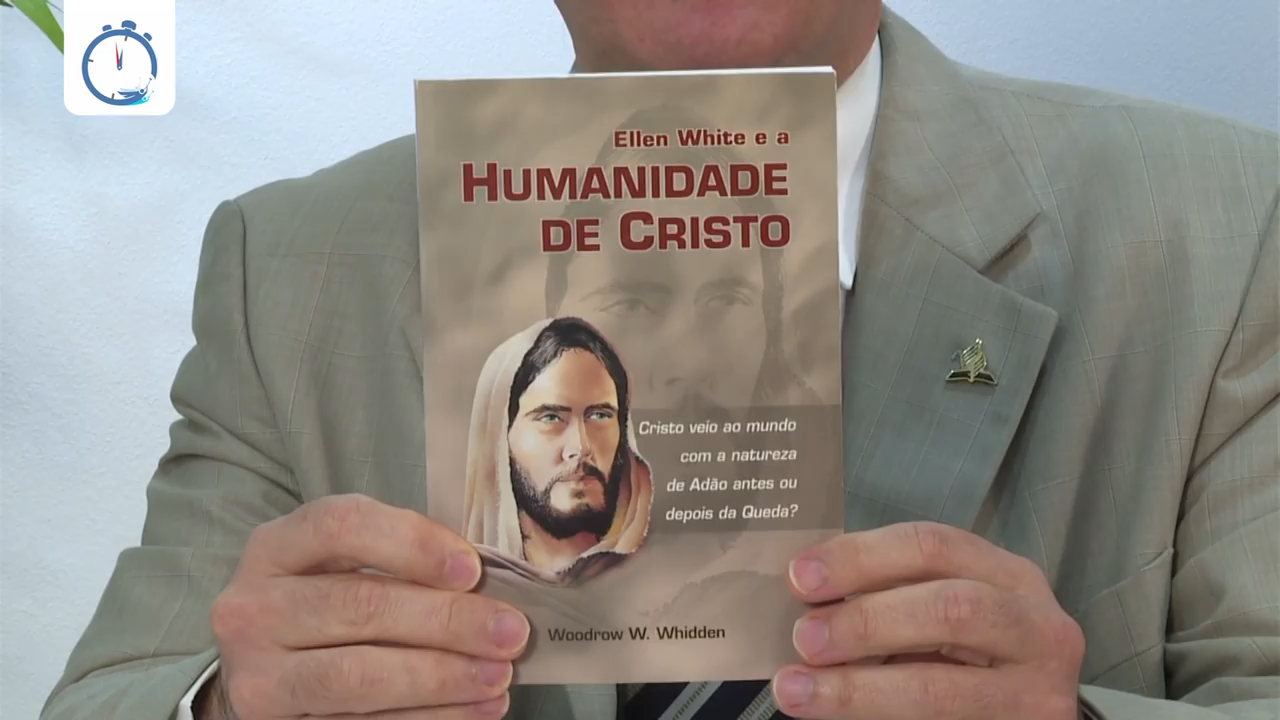 Ellen White e a
HUMANIDADE
DE CRISTO
Cristo veio ao mundo
com a natureza
de Adão antes ou
depois da Queda?
Woodrow W. Whidden